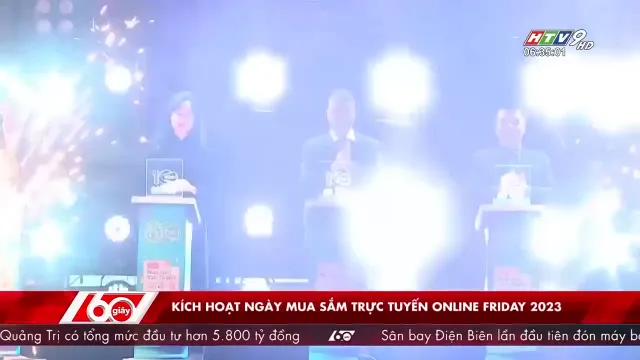 HTV9 HD
06:35:01
60 giây
KÍCH HOẠT NGÀY MUA SẮM TRỰC TUYẾN ONLINE FRIDAY 2023
Quảng Trị có tổng mức đầu tư hơn 5.800 tỷ đồng
60
Sân bay Điện Biên lần đầu tiên đón máy b